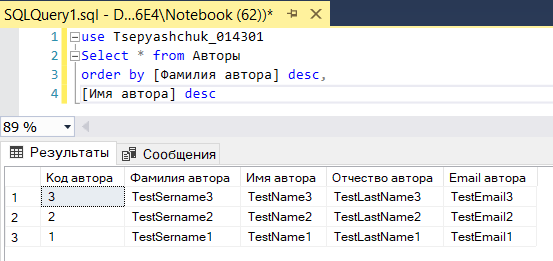 SQLQuery1.sql - D...6E4\Notebook (62))*
1 use Tsepyashchuk_014301
2 Select * from Авторы
3 order by [Фамилия автора] desc,
4 [Имя автора] desc
89 %
Результаты Сообщения
Код автора Фамилия автора Имя автора Отчество автора Email автора
1 3 TestSername3 TestName3 TestLastName3 TestEmail3
2 2 TestSername2 TestName2 TestLastName2 TestEmail2
3 1 TestSername1 TestName1 TestLastName1 TestEmail1